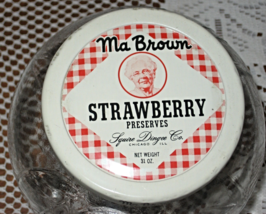 Ma Brown
STRAWBERRY
PRESERVES
Squire Dingee Co.
CHICAGO ILL
NET WEIGHT
31 OZ.